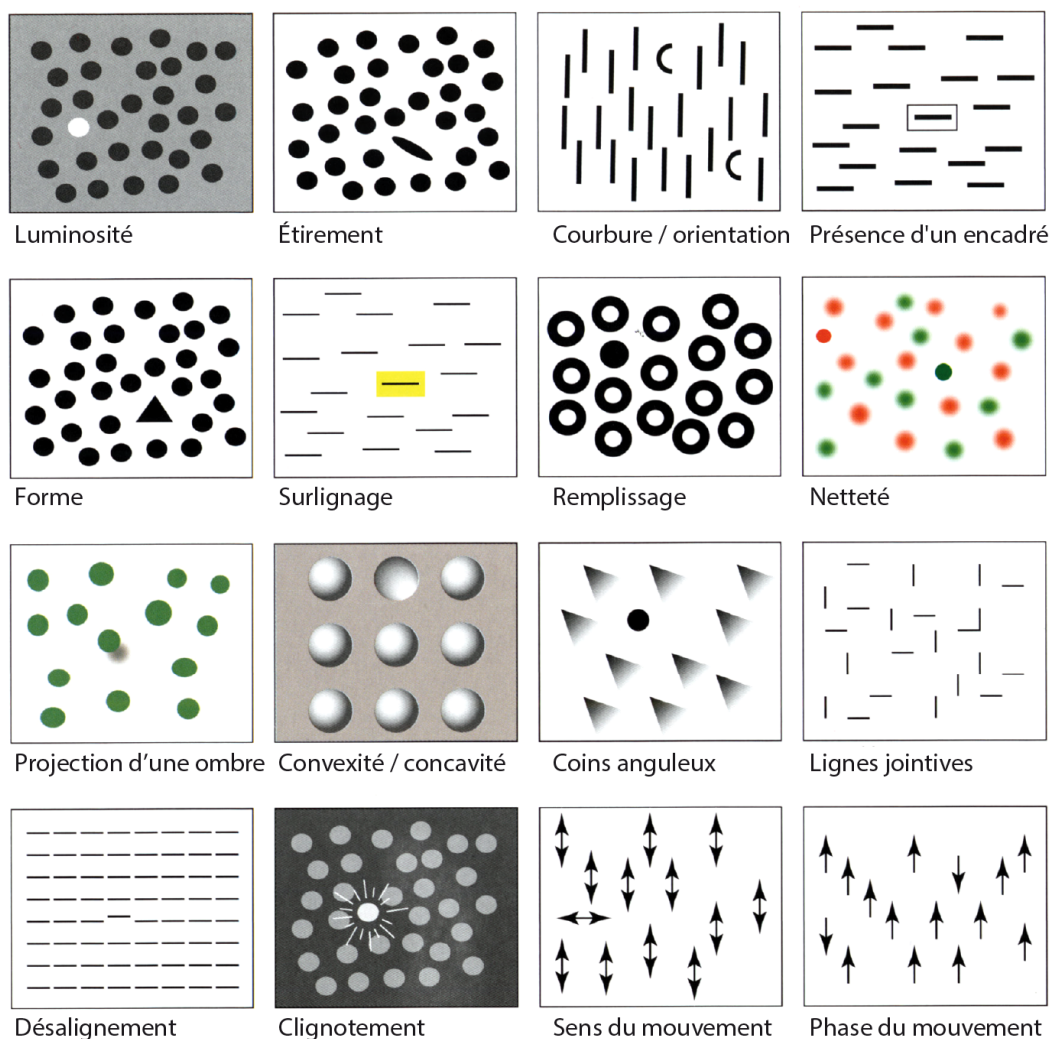 Luminosité
Étirement
Courbure / orientation
Présence d'un encadré
Forme
Surlignage
Remplissage
Netteté
Projection d’une ombre
Convexité / concavité
Coins anguleux
Lignes jointives
Désalignement
Clignotement
Sens du mouvement
Phase du mouvement